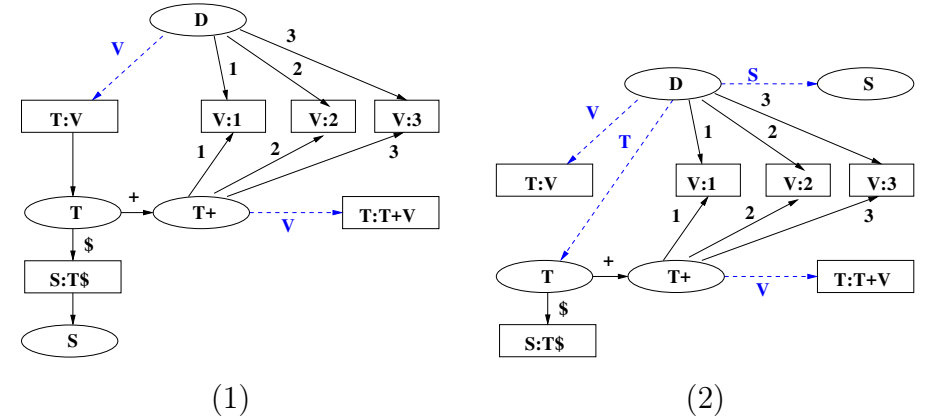 D
V
1
2
3
T:V
V:1
V:2
V:3
1
2
3
T
+
T+
V
T:T+V
$
S:T$
S
(1)
D
S
S
V
T
1
2
3
T:V
V:1
V:2
V:3
1
2
3
T
+
T+
V
T:T+V
$
S:T$
(2)